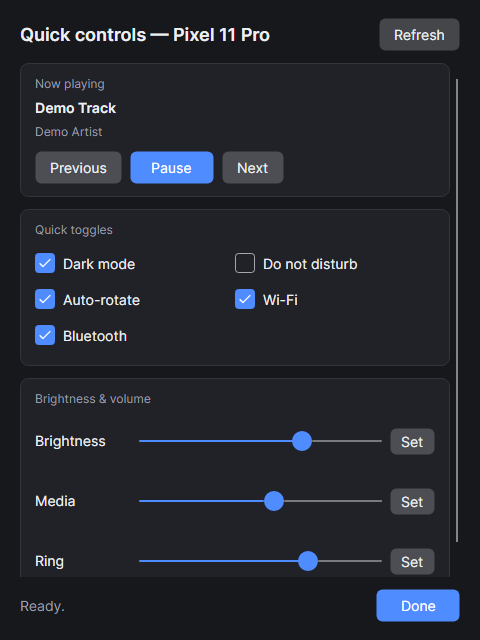 Quick controls — Pixel 11 Pro
Refresh
Now playing
Demo Track
Demo Artist
Previous
Pause
Next
Quick toggles
Dark mode
Do not disturb
Auto-rotate
Wi-Fi
Bluetooth
Brightness & volume
Brightness
Set
Media
Set
Ring
Set
Ready.
Done